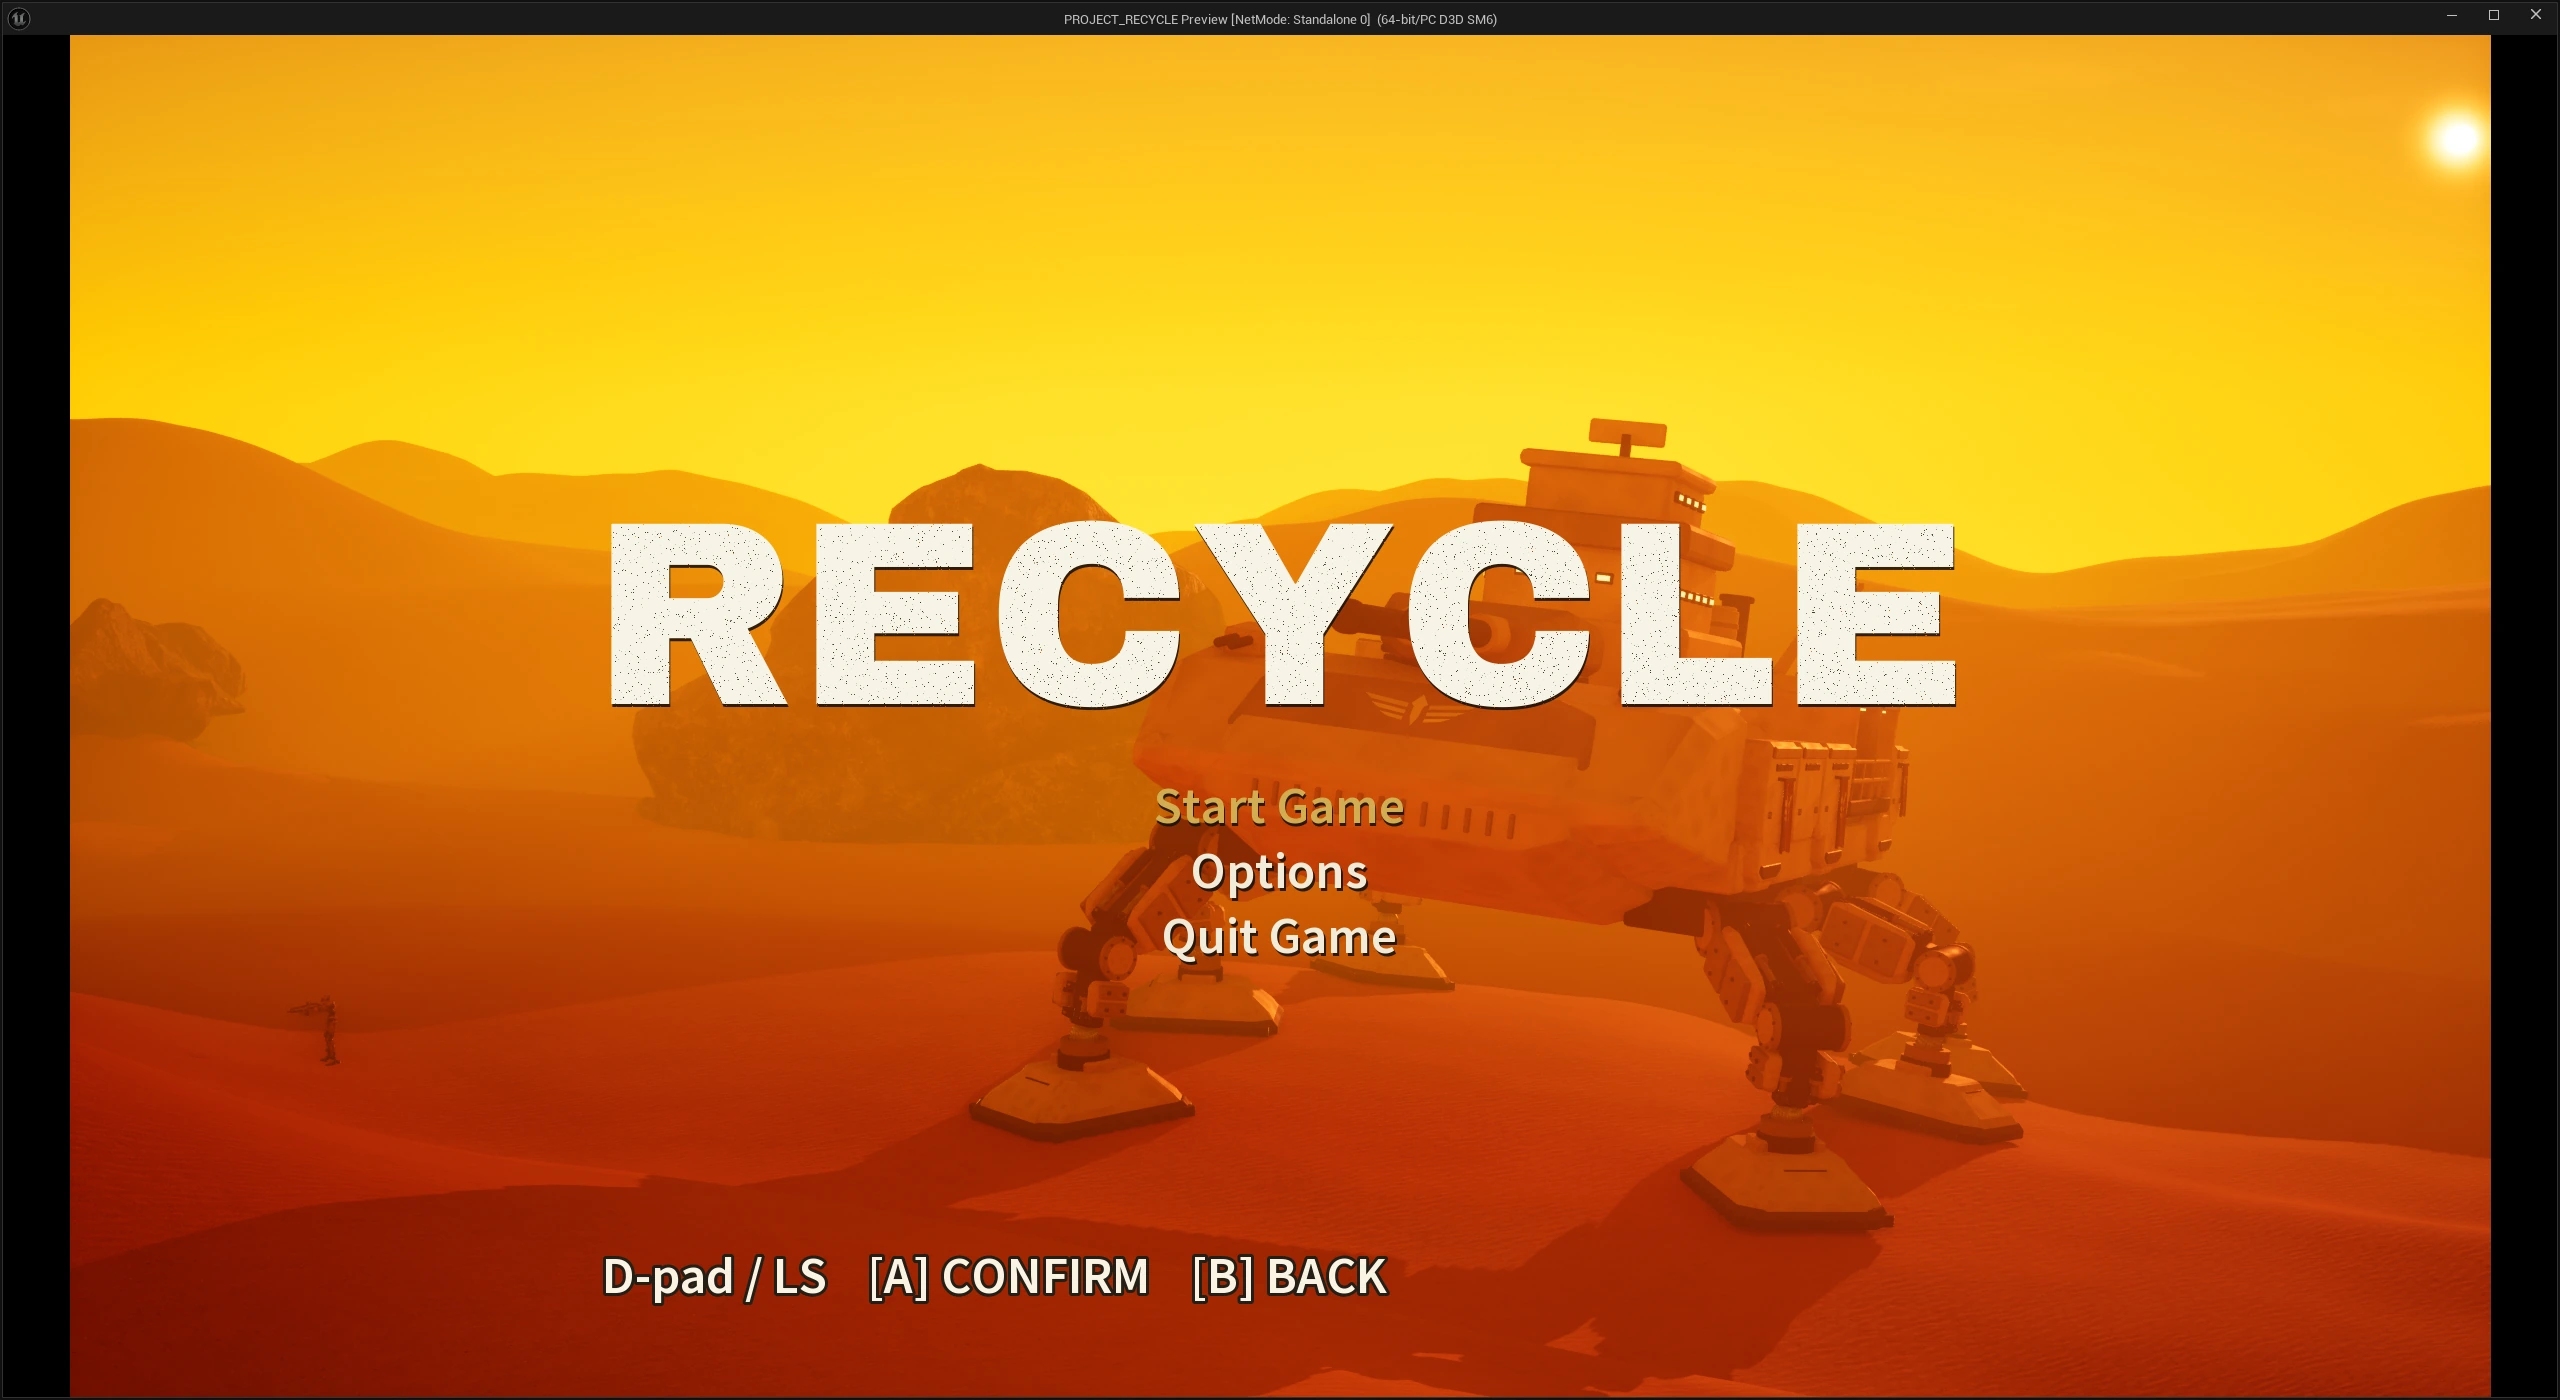 PROJECT_RECYCLE Preview [NetMode: Standalone 0] (64-bit/PC D3D SM6)
RECYCLE
Start Game
Options
Quit Game
D-pad / LS [A] CONFIRM [B] BACK